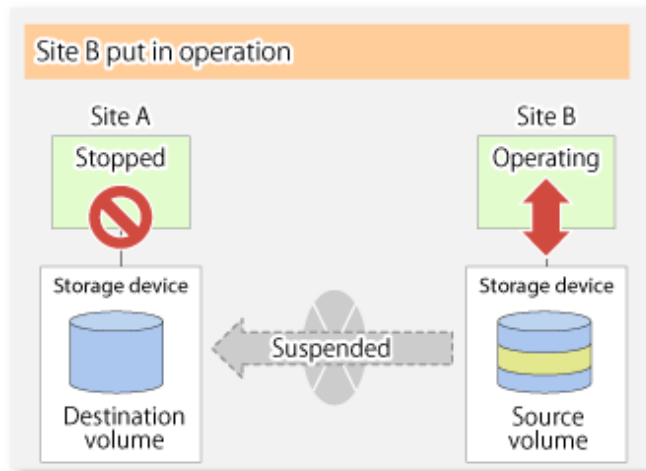 Site B put in operation
Site A
Site B
Stopped
Operating
Storage device
Storage device
Suspended
Destination
volume
Source
volume